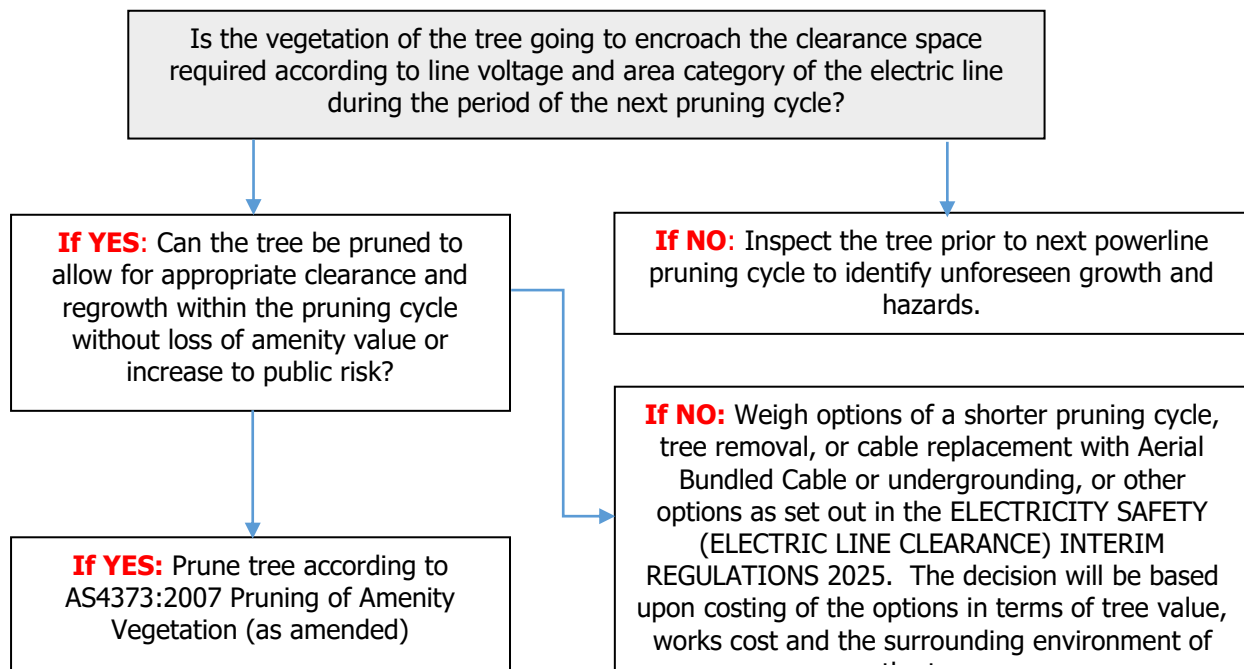 Is the vegetation of the tree going to encroach the clearance space
required according to line voltage and area category of the electric line
during the period of the next pruning cycle?
If YES: Can the tree be pruned to
allow for appropriate clearance and
regrowth within the pruning cycle
without loss of amenity value or
increase to public risk?
If NO: Inspect the tree prior to next powerline
pruning cycle to identify unforeseen growth and
hazards.
If YES: Prune tree according to
AS4373:2007 Pruning of Amenity
Vegetation (as amended)
If NO: Weigh options of a shorter pruning cycle,
tree removal, or cable replacement with Aerial
Bundled Cable or undergrounding, or other
options as set out in the ELECTRICITY SAFETY
(ELECTRIC LINE CLEARANCE) INTERIM
REGULATIONS 2025. The decision will be based
upon costing of the options in terms of tree value,
works cost and the surrounding environment of